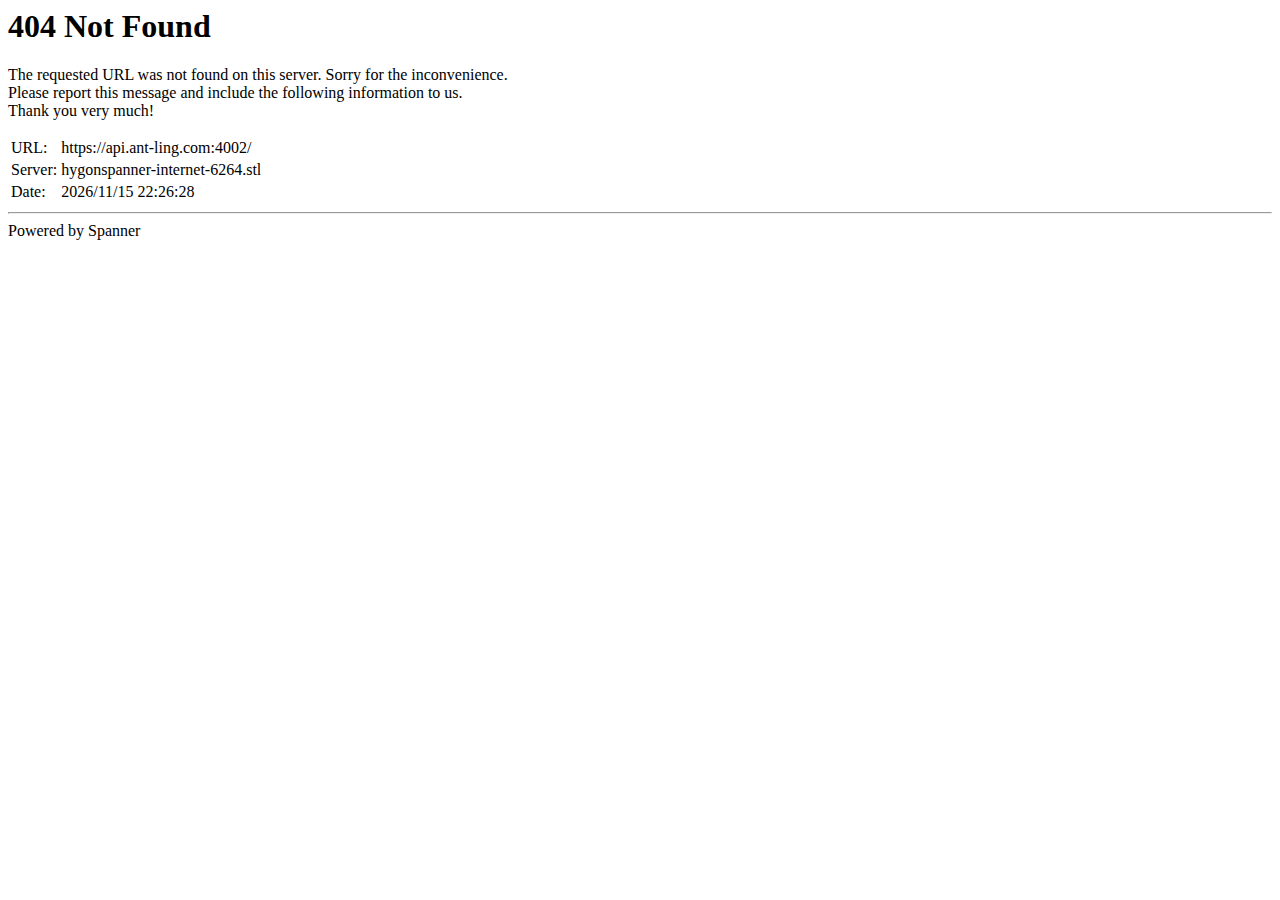 404 Not Found
The requested URL was not found on this server. Sorry for the inconvenience.
Please report this message and include the following information to us.
Thank you very much!
URL: https://api.ant-ling.com:4002/
Server: hygonspanner-internet-6264.stl
Date: 2026/11/15 22:26:28
Powered by Spanner